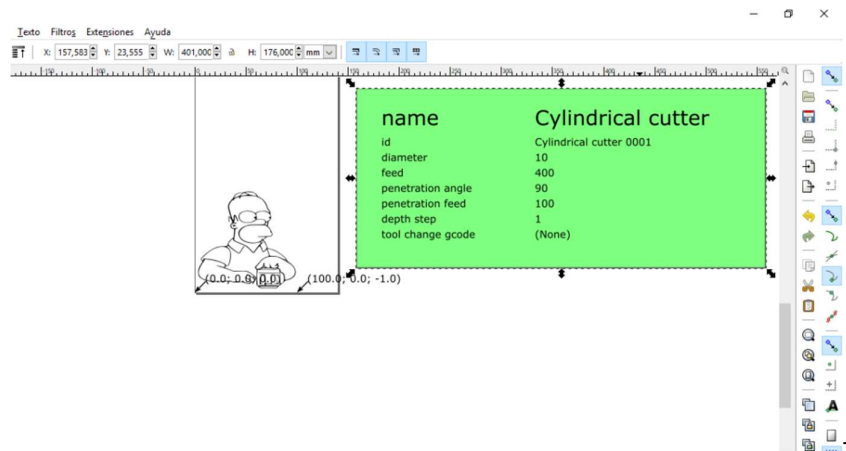 Texto Filtros Extensiones Ayuda
X: 157,583 Y: 23,555 W: 401,000 H: 176,000 mm
name Cylindrical cutter
id Cylindrical cutter 0001
diameter 10
feed 400
penetration angle 90
penetration feed 100
depth step 1
tool change gcode (None)
(0.0; 0.0; 0.0) (100.0; 0.0; -1.0)